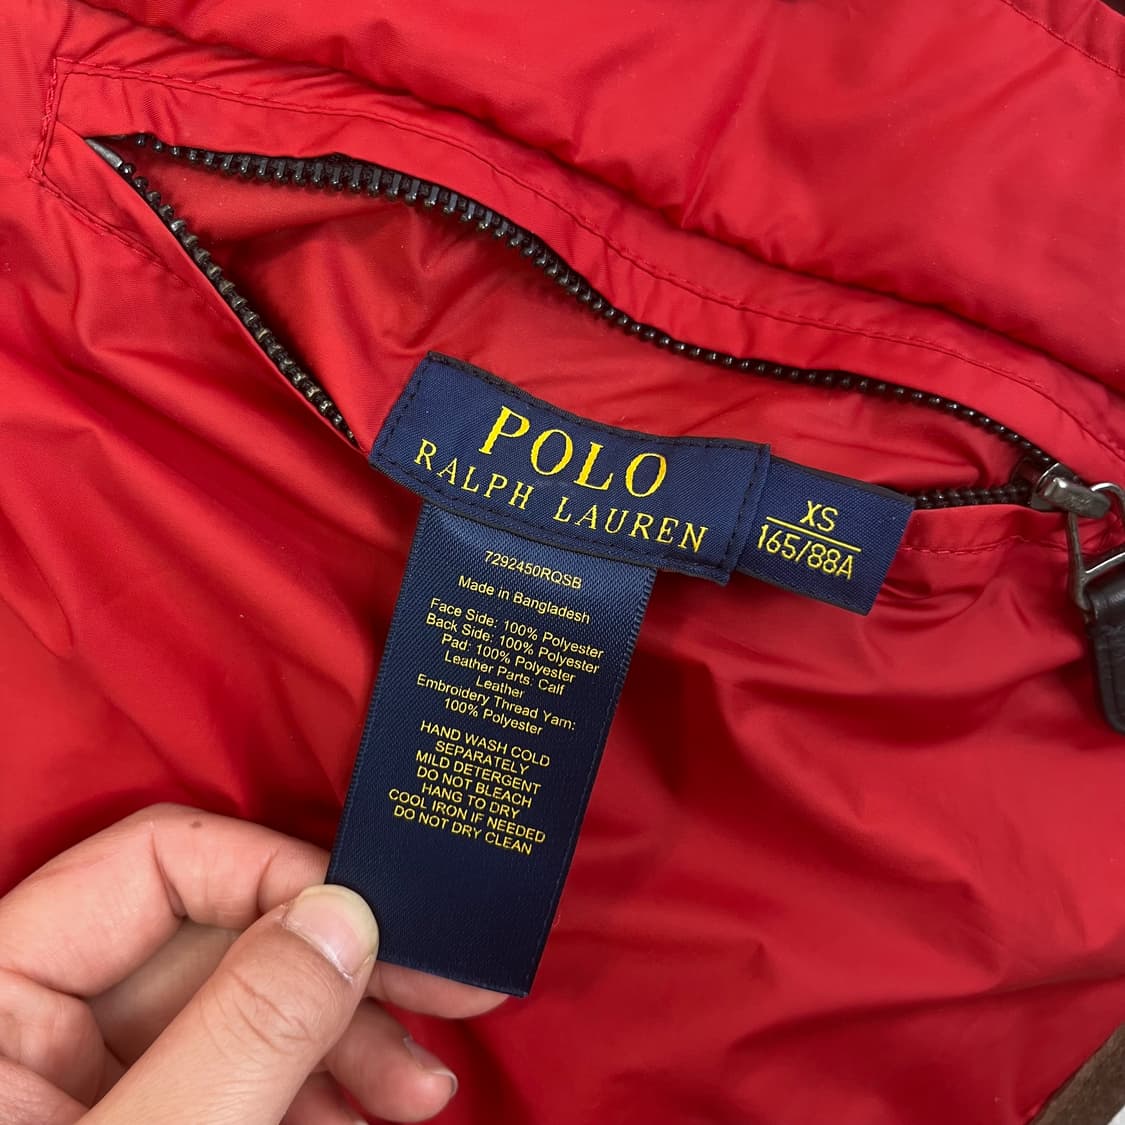 POLO
RALPH LAUREN
XS
165/88A
7292450RQSB
Made in Bangladesh
Face Side: 100% Polyester
Back Side: 100% Polyester
Pad: 100% Polyester
Leather Parts: Calf
Leather
Embroidery Thread Yarn:
100% Polyester
HAND WASH COLD
SEPARATELY
MILD DETERGENT
DO NOT BLEACH
HANG TO DRY
COOL IRON IF NEEDED
DO NOT DRY CLEAN